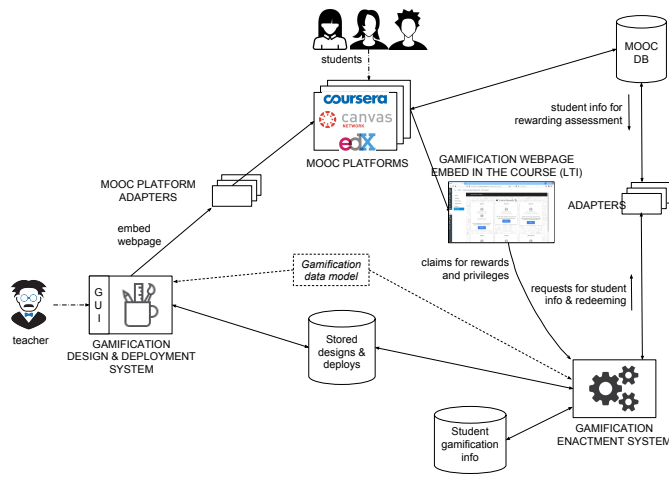 students
coursera
canvas
NETWORK
edX
MOOC PLATFORMS
MOOC
DB
student info for
rewarding assessment
MOOC PLATFORM
ADAPTERS
GAMIFICATION WEBPAGE
EMBED IN THE COURSE (LTI)
ADAPTERS
embed
webpage
claims for rewards
and privileges
requests for student
info & redeeming
Gamification
data model
G
U
I
teacher
GAMIFICATION
DESIGN & DEPLOYMENT
SYSTEM
Stored
designs &
deploys
Student
gamification
info
GAMIFICATION
ENACTMENT SYSTEM